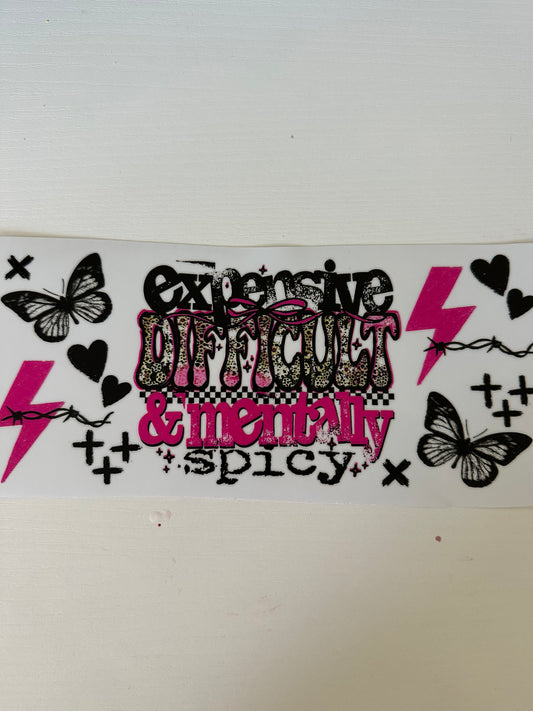 expensive
DIFFICULT
& mentally
spicy